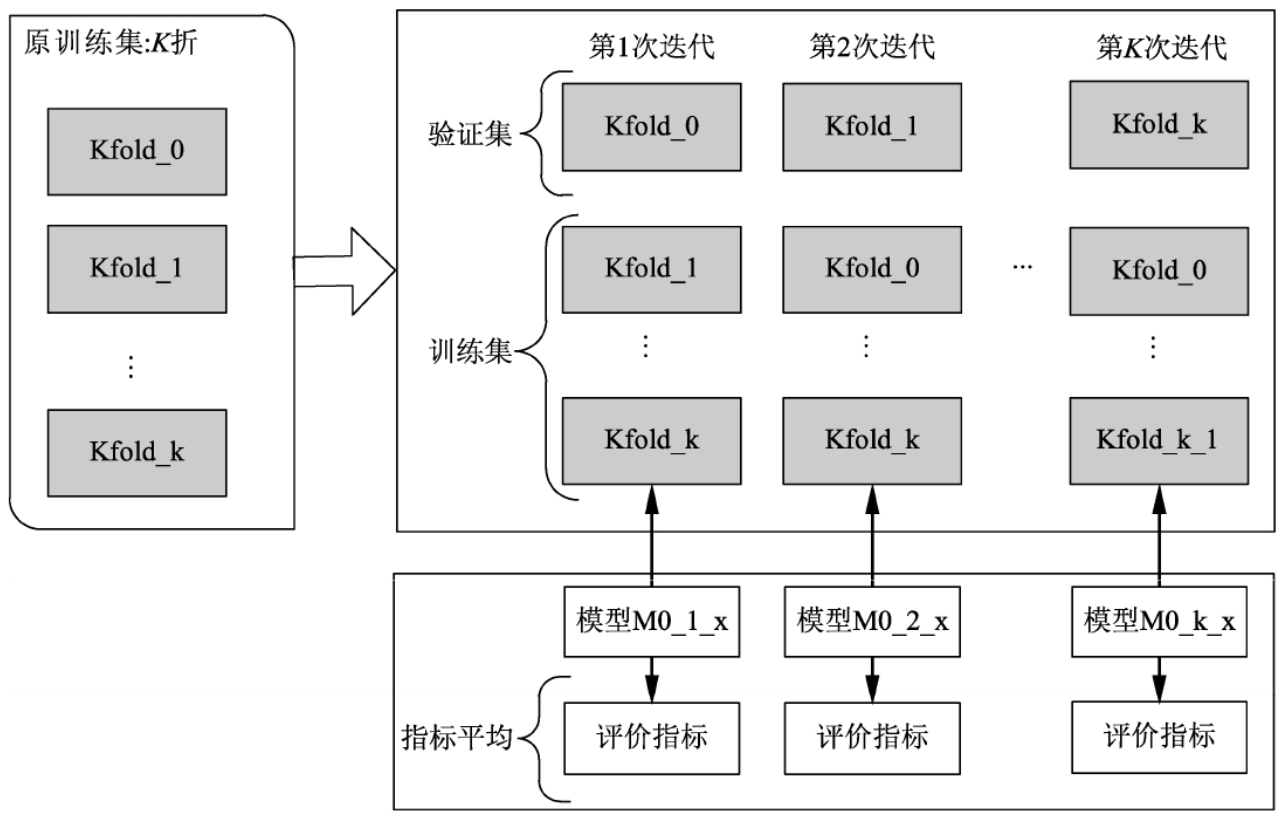 原训练集:K折
Kfold_0
Kfold_1
⋮
Kfold_k
第1次迭代
第2次迭代
第K次迭代
验证集
Kfold_0
Kfold_1
Kfold_k
训练集
Kfold_1
Kfold_0
...
Kfold_0
⋮
⋮
⋮
Kfold_k
Kfold_k
Kfold_k_1
模型M0_1_x
模型M0_2_x
模型M0_k_x
指标平均
评价指标
评价指标
评价指标